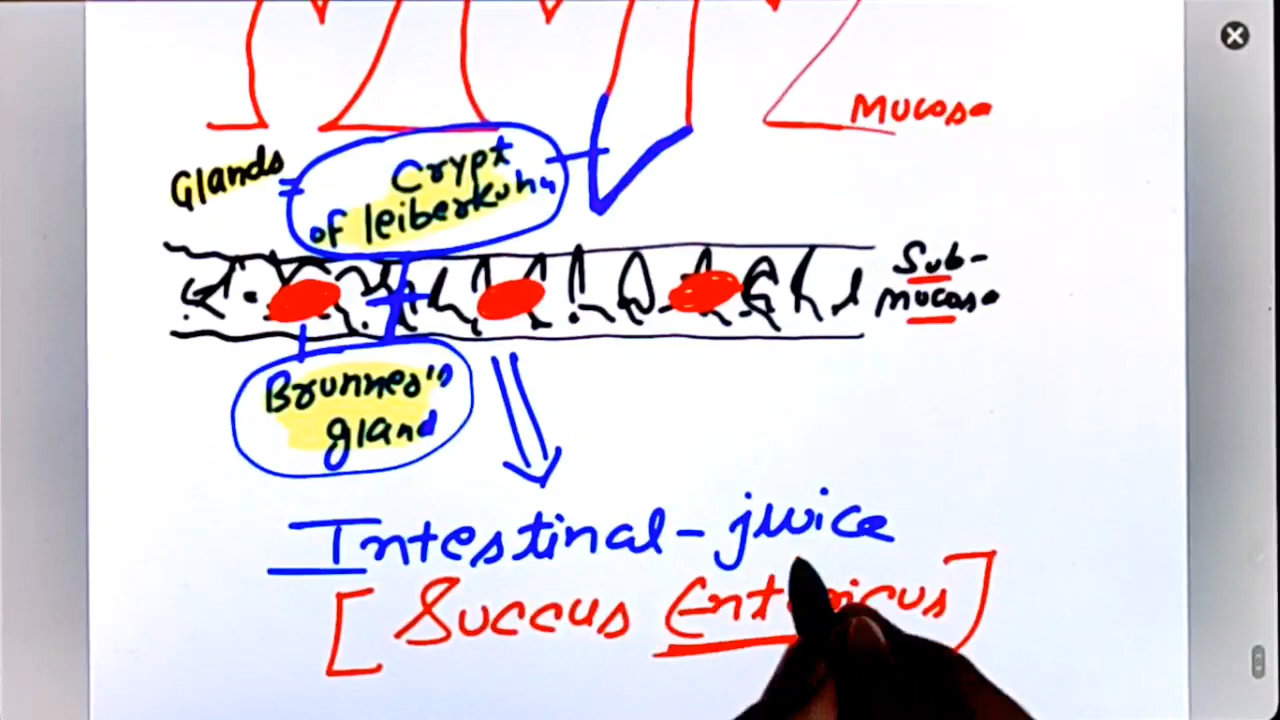 Mucosa
Glands
Crypt
of leiberkuhn
Sub-
mucosa
Brunner's
gland
Intestinal-juice
[Succus